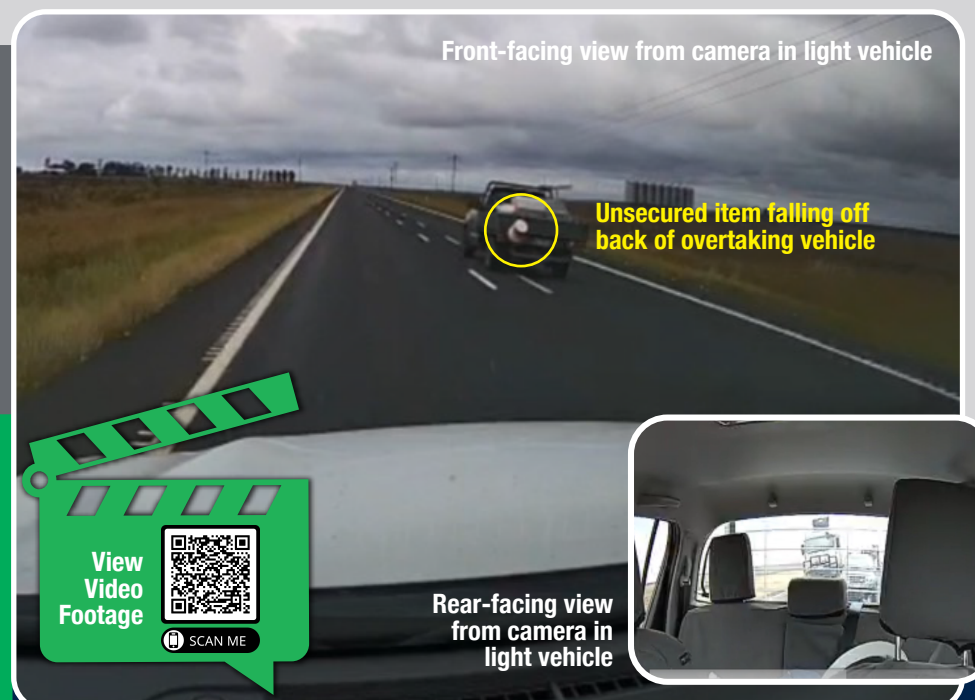 Front-facing view from camera in light vehicle
Unsecured item falling off
back of overtaking vehicle
View
Video
Footage
SCAN ME
Rear-facing view
from camera in
light vehicle